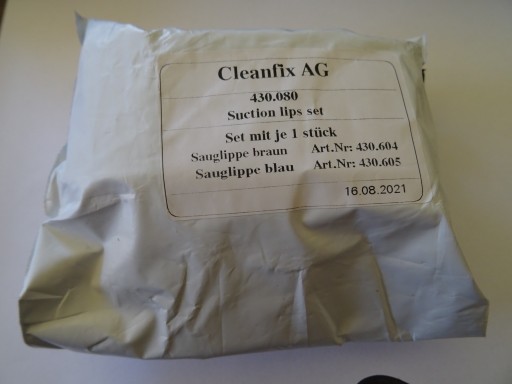 Cleanfix AG
430.080
Suction lips set
Set mit je 1 stück
Sauglippe braun Art.Nr: 430.604
Sauglippe blau Art.Nr: 430.605
16.08.2021